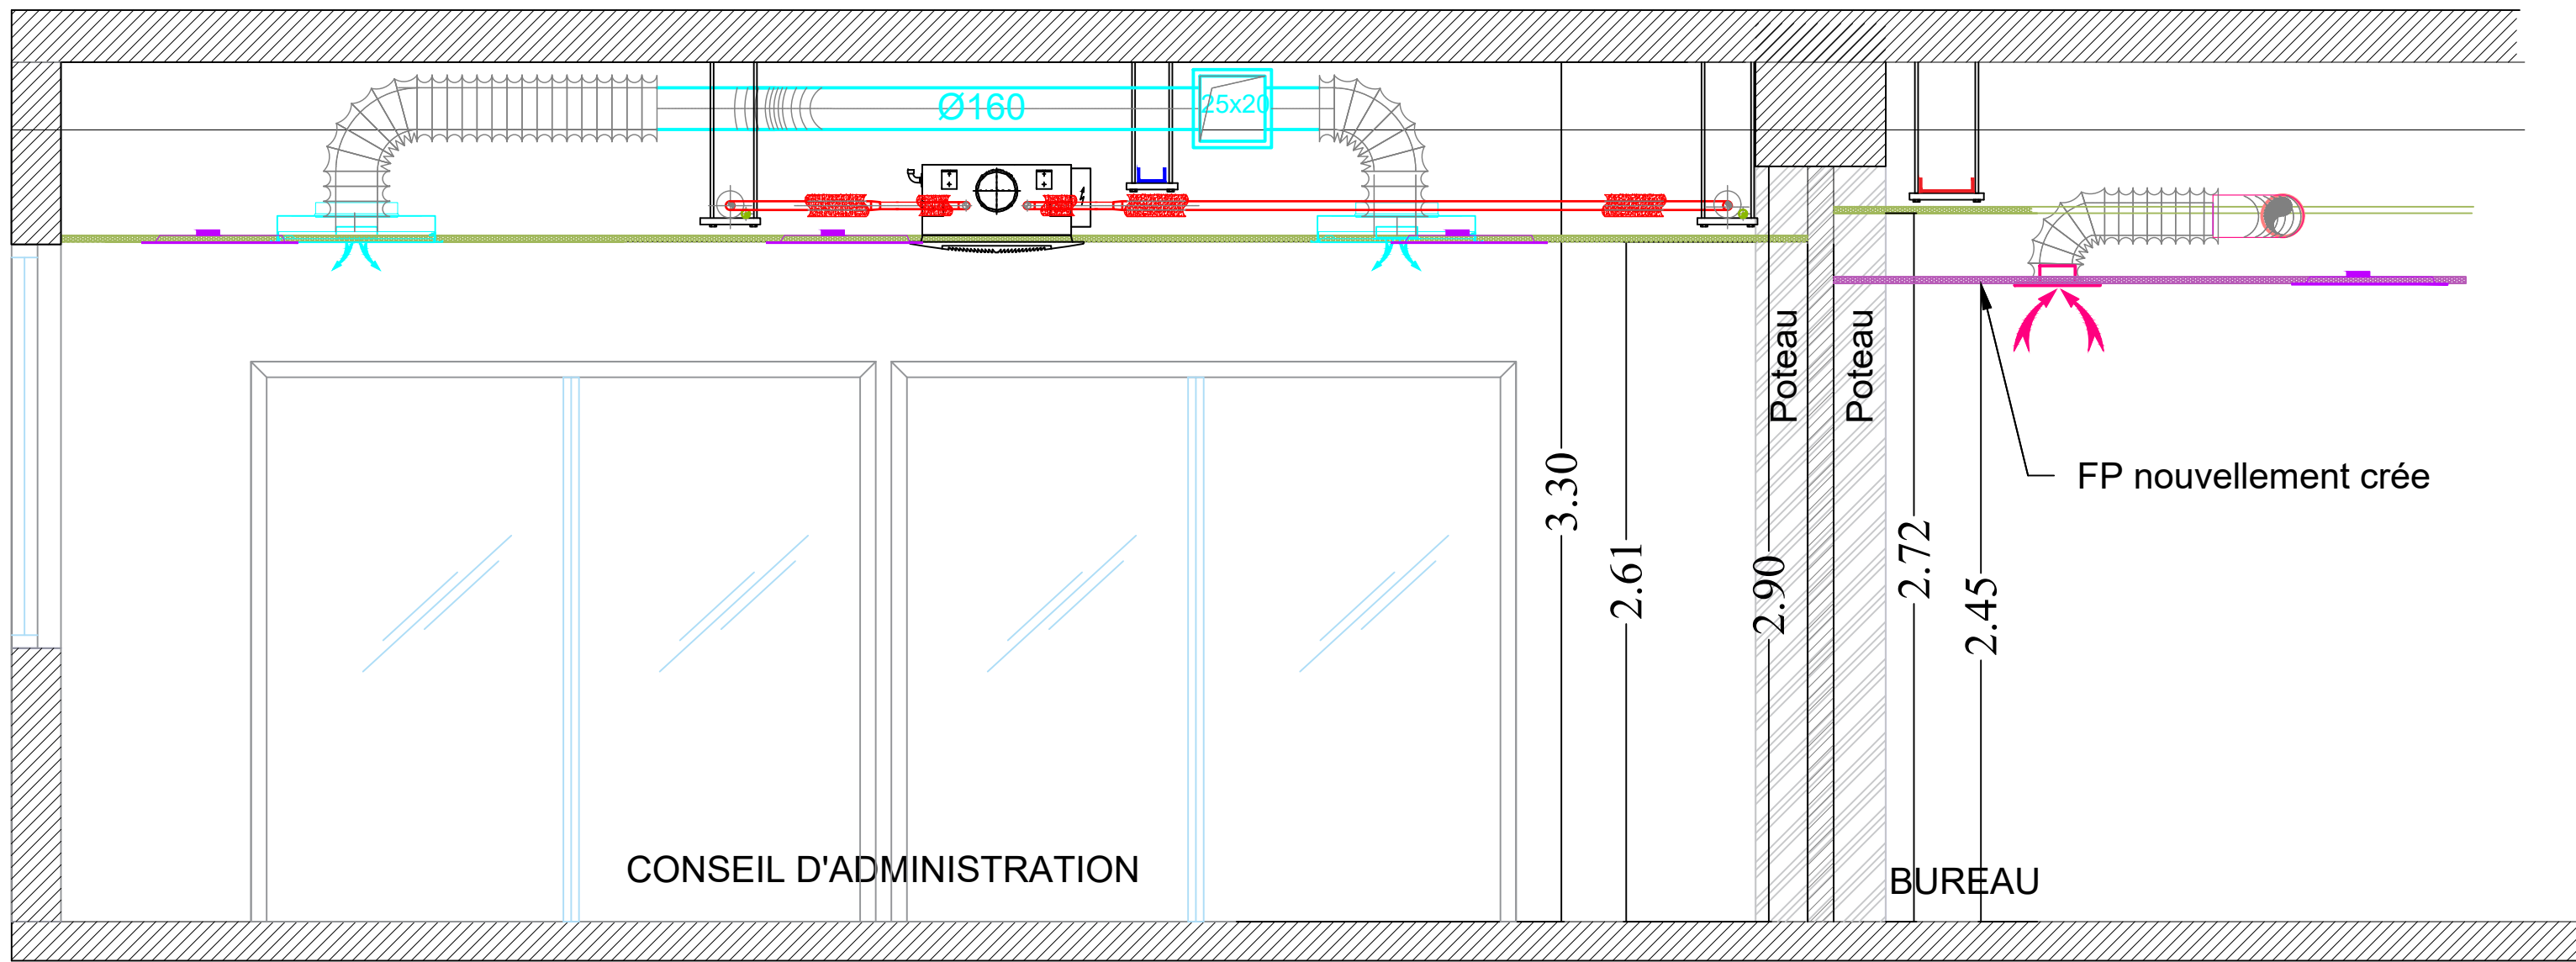 Ø160
25x20
Poteau
Poteau
3.30
FP nouvellement crée
2.72
2.61
2.90
2.45
CONSEIL D'ADMINISTRATION
BUREAU